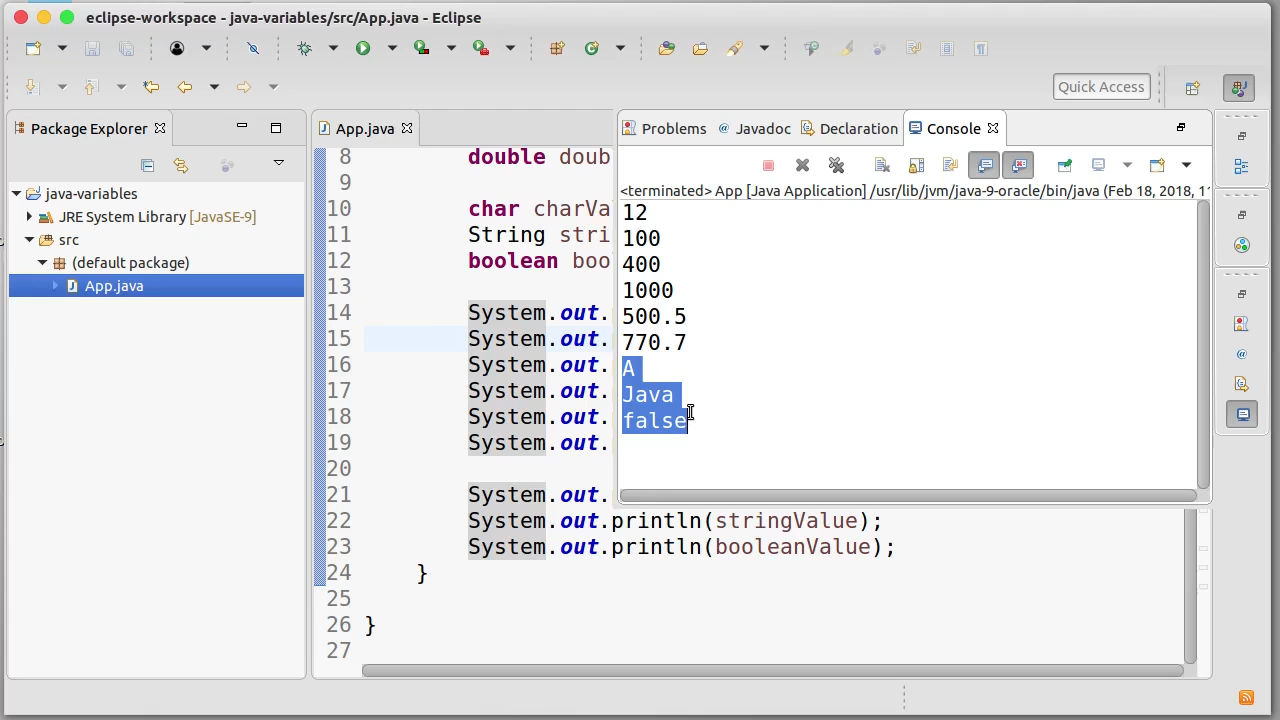 eclipse-workspace - java-variables/src/App.java - Eclipse
Quick Access
Package Explorer
java-variables
JRE System Library [JavaSE-9]
src
(default package)
App.java
App.java
8 double doub
9
10 char charVa
11 String stri
12 boolean boo
13
14 System.out.
15 System.out.
16 System.out.
17 System.out.
18 System.out.
19 System.out.
20
21 System.out.
22 System.out.println(stringValue);
23 System.out.println(booleanValue);
24 }
25
26 }
27
Problems @ Javadoc Declaration Console
<terminated> App [Java Application] /usr/lib/jvm/java-9-oracle/bin/java (Feb 18, 2018, 1
12
100
400
1000
500.5
770.7
A
Java
false